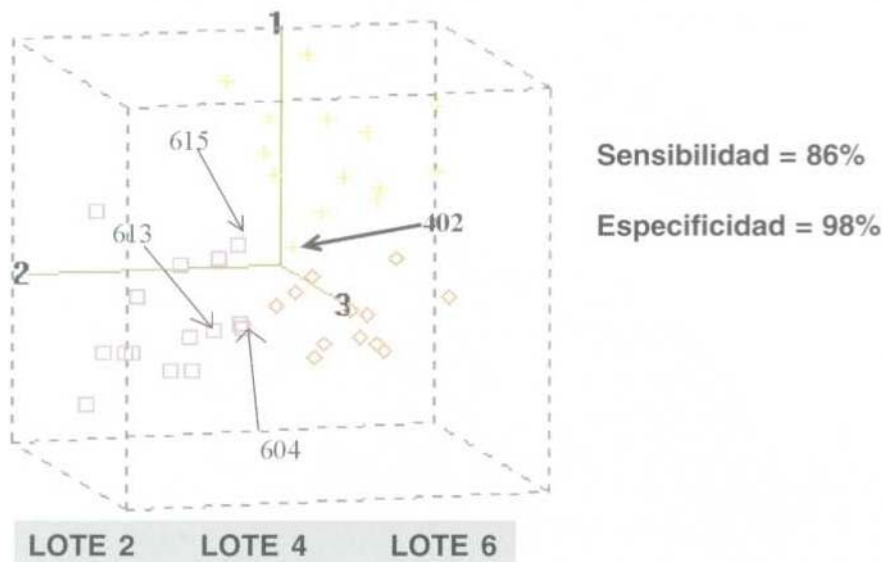 1
615
Sensibilidad = 86%
402
Especificidad = 98%
613
2
3
604
LOTE 2 LOTE 4 LOTE 6